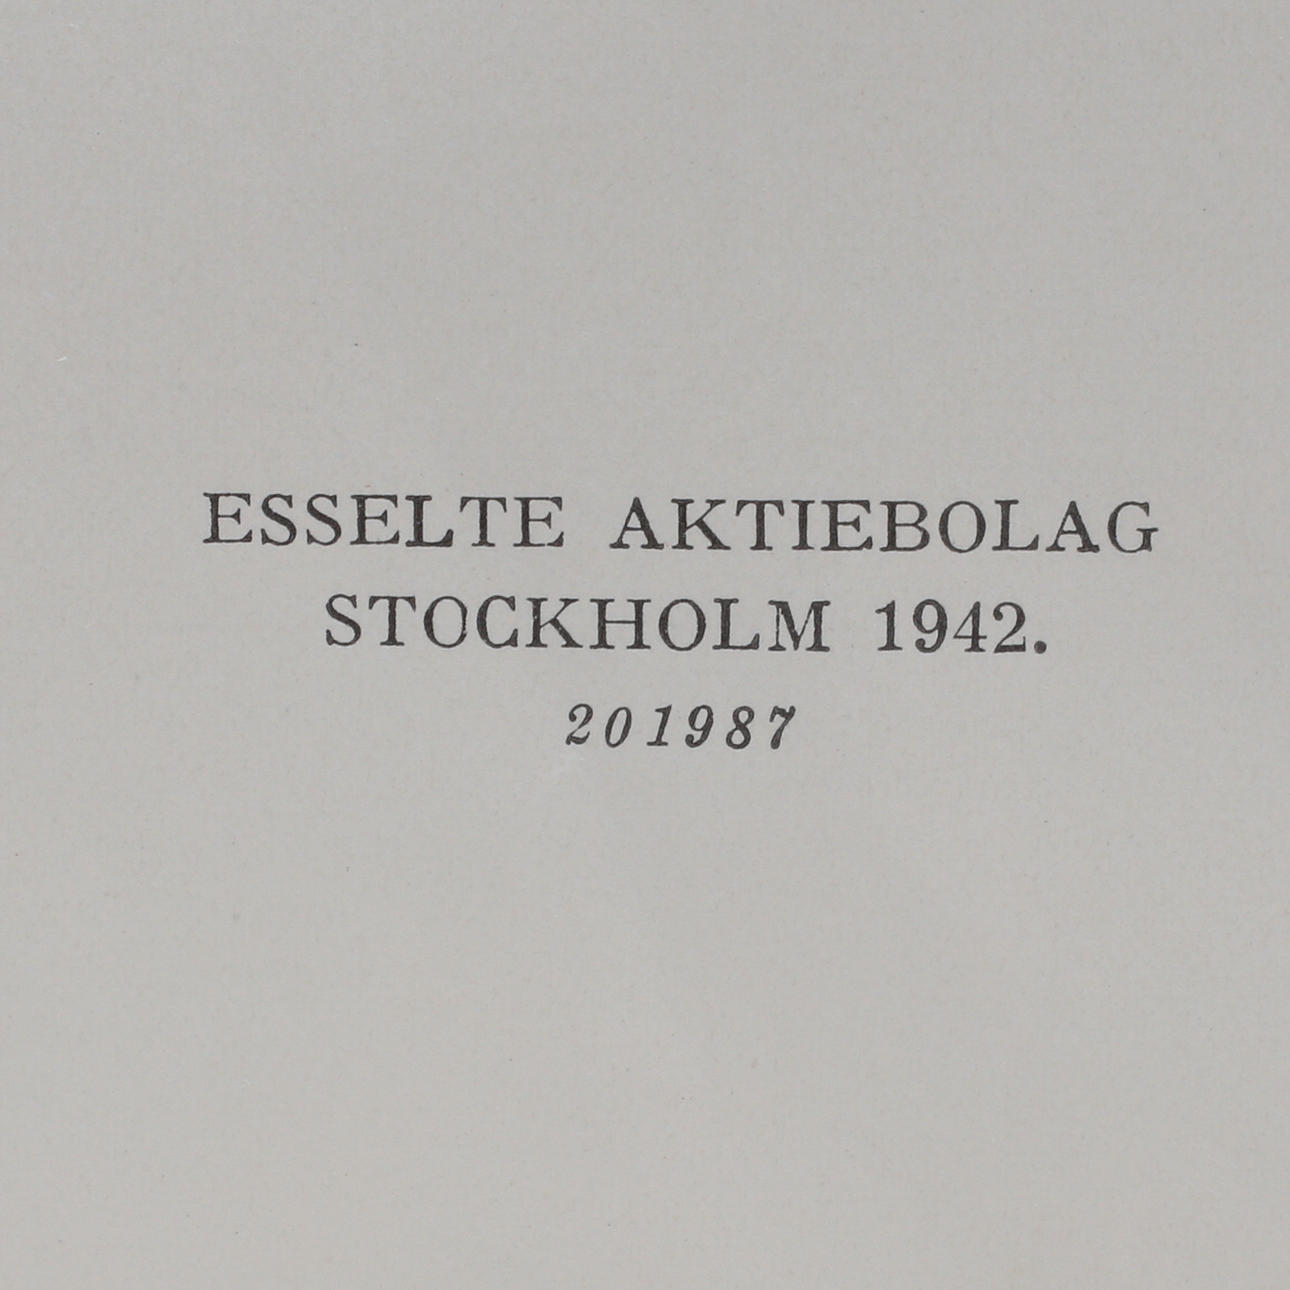 ESSELTE AKTIEBOLAG
STOCKHOLM 1942.
201987